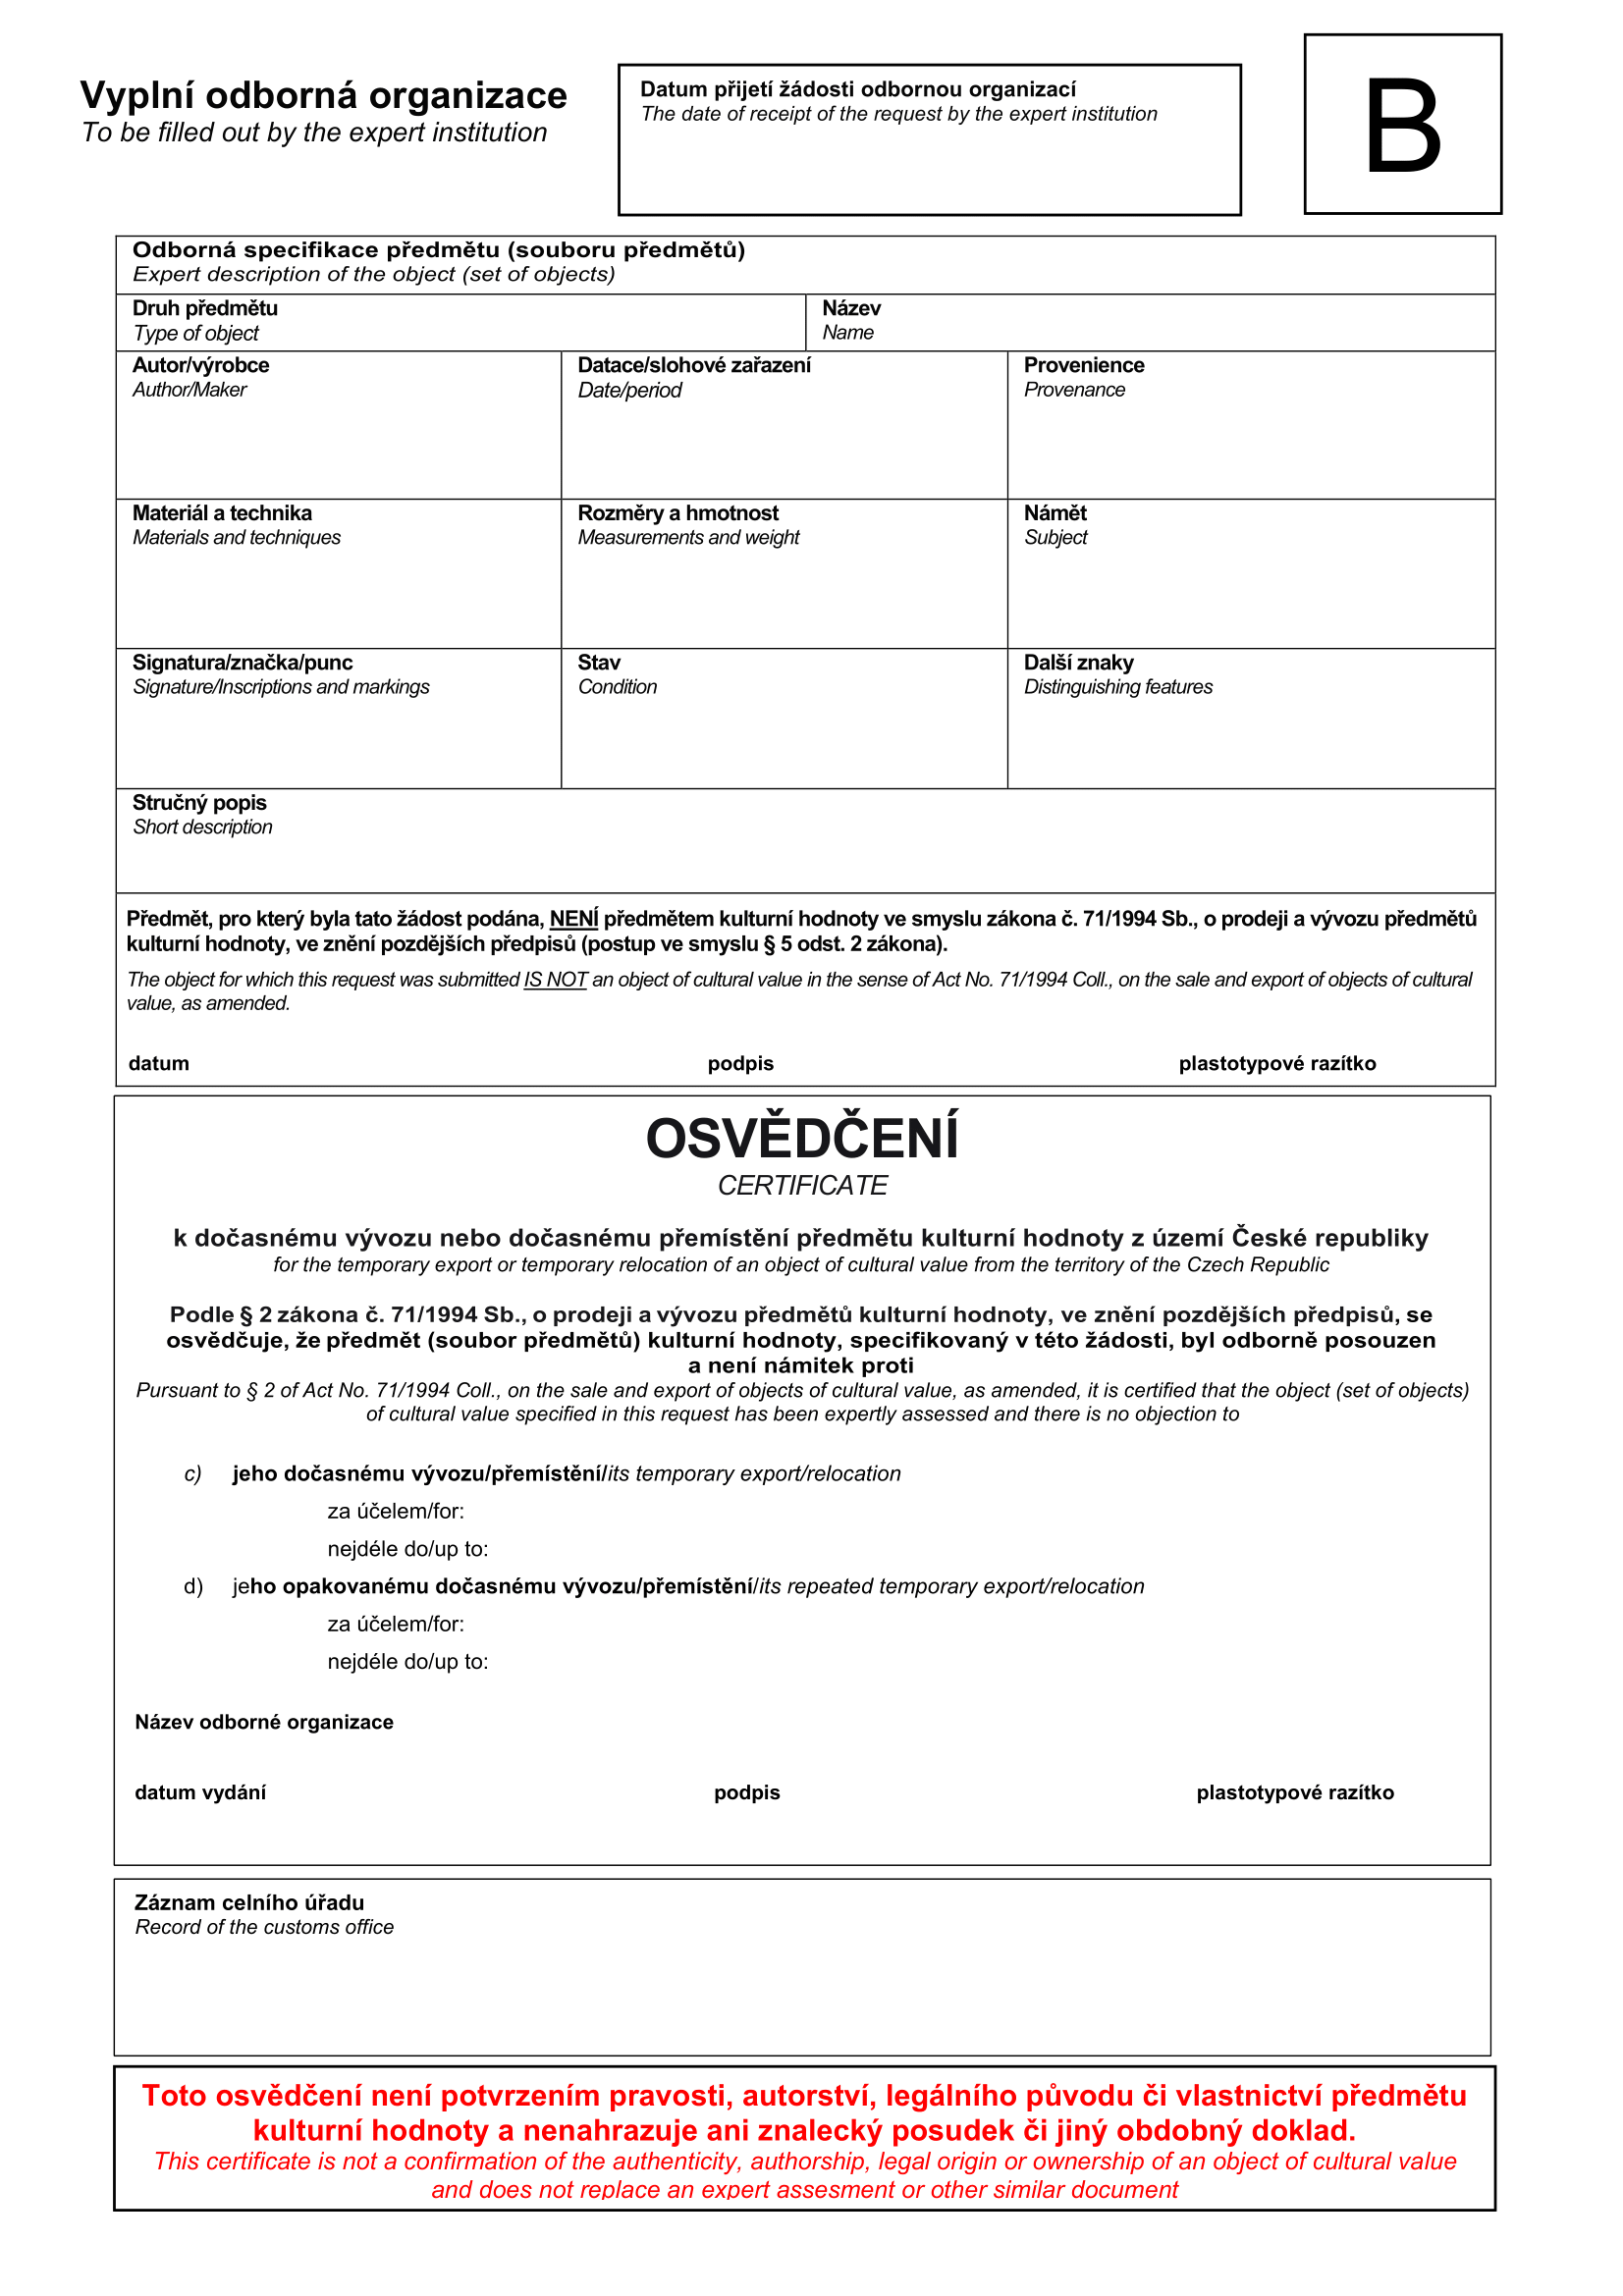 Vyplní odborná organizace
To be filled out by the expert institution
Datum přijetí žádosti odbornou organizací
The date of receipt of the request by the expert institution
B
Odborná specifikace předmětu (souboru předmětů)
Expert description of the object (set of objects)
Druh předmětu
Type of object
Název
Name
Autor/výrobce
Author/Maker
Datace/slohové zařazení
Date/period
Provenience
Provenance
Materiál a technika
Materials and techniques
Rozměry a hmotnost
Measurements and weight
Námět
Subject
Signatura/značka/punc
Signature/Inscriptions and markings
Stav
Condition
Další znaky
Distinguishing features
Stručný popis
Short description
Předmět, pro který byla tato žádost podána, NENÍ předmětem kulturní hodnoty ve smyslu zákona č. 71/1994 Sb., o prodeji a vývozu předmětů
kulturní hodnoty, ve znění pozdějších předpisů (postup ve smyslu § 5 odst. 2 zákona).
The object for which this request was submitted IS NOT an object of cultural value in the sense of Act No. 71/1994 Coll., on the sale and export of objects of cultural
value, as amended.
datum podpis plastotypové razítko
OSVĚDČENÍ
CERTIFICATE
k dočasnému vývozu nebo dočasnému přemístění předmětu kulturní hodnoty z území České republiky
for the temporary export or temporary relocation of an object of cultural value from the territory of the Czech Republic
Podle § 2 zákona č. 71/1994 Sb., o prodeji a vývozu předmětů kulturní hodnoty, ve znění pozdějších předpisů, se
osvědčuje, že předmět (soubor předmětů) kulturní hodnoty, specifikovaný v této žádosti, byl odborně posouzen
a není námitek proti
Pursuant to § 2 of Act No. 71/1994 Coll., on the sale and export of objects of cultural value, as amended, it is certified that the object (set of objects)
of cultural value specified in this request has been expertly assessed and there is no objection to
c) jeho dočasnému vývozu/přemístění/its temporary export/relocation
za účelem/for:
nejdéle do/up to:
d) jeho opakovanému dočasnému vývozu/přemístění/its repeated temporary export/relocation
za účelem/for:
nejdéle do/up to:
Název odborné organizace
datum vydání podpis plastotypové razítko
Záznam celního úřadu
Record of the customs office
Toto osvědčení není potvrzením pravosti, autorství, legálního původu či vlastnictví předmětu
kulturní hodnoty a nenahrazuje ani znalecký posudek či jiný obdobný doklad.
This certificate is not a confirmation of the authenticity, authorship, legal origin or ownership of an object of cultural value
and does not replace an expert assesment or other similar document